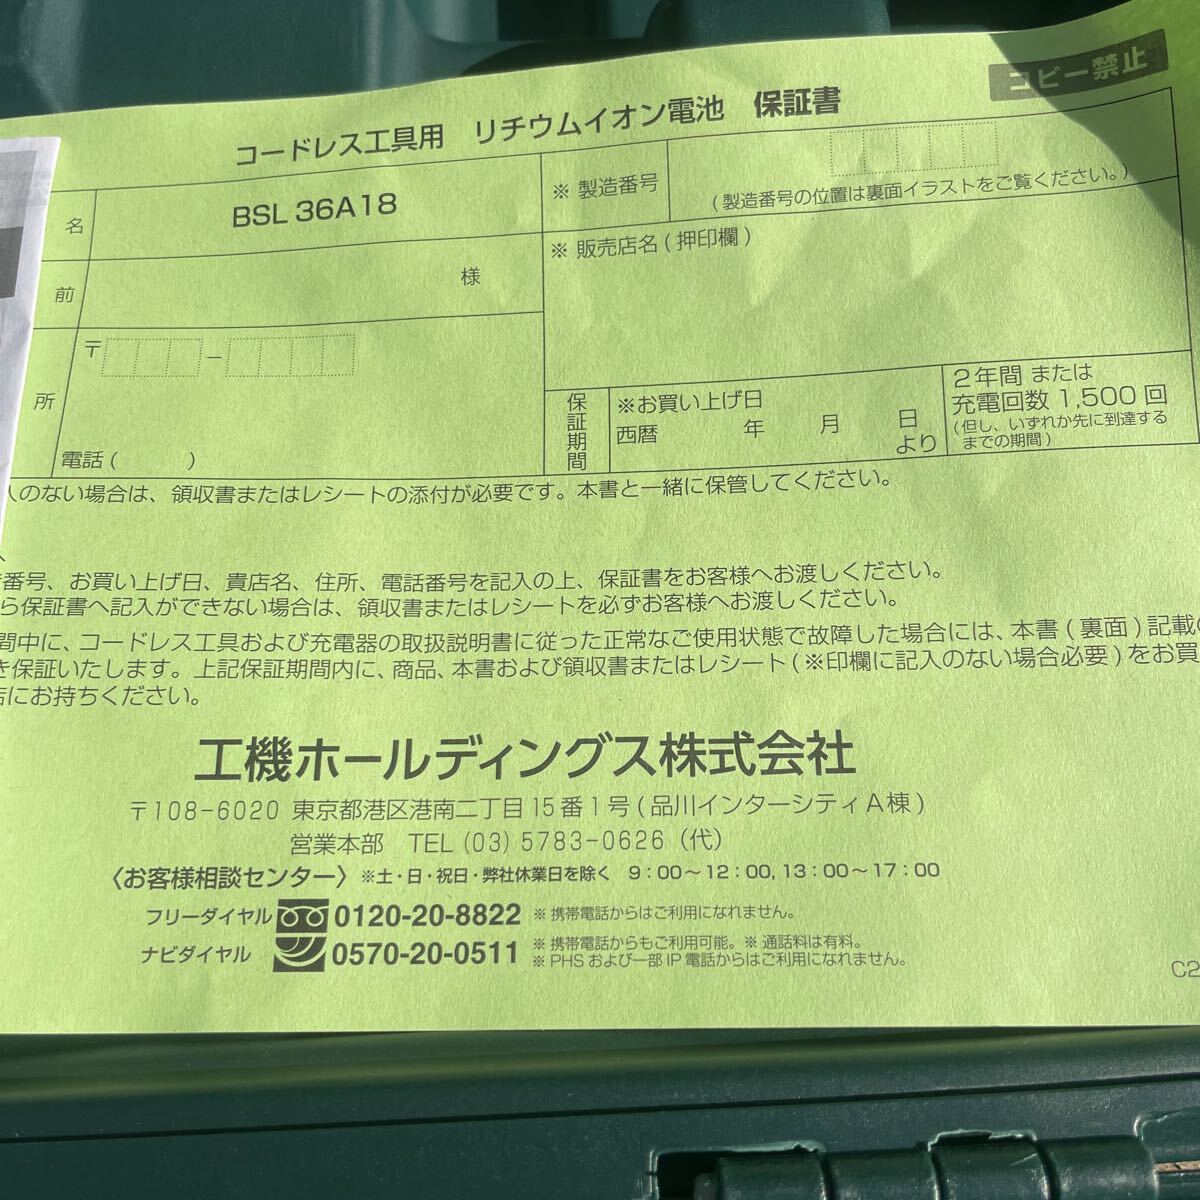 コピー禁止
コードレス工具用 リチウムイオン電池 保証書
名 BSL 36A18
※ 製造番号
(製造番号の位置は裏面イラストをご覧ください。)
前 様
※ 販売店名(押印欄)
所 〒 －
電話( )
保証期間
※お買い上げ日
西暦 年 月 日
より
2年間 または
充電回数 1,500 回
(但し、いずれか先に到達する
までの期間)
入のない場合は、領収書またはレシートの添付が必要です。本書と一緒に保管してください。
番号、お買い上げ日、貴店名、住所、電話番号を記入の上、保証書をお客様へお渡しください。
ら保証書へ記入ができない場合は、領収書またはレシートを必ずお客様へお渡しください。
間中に、コードレス工具および充電器の取扱説明書に従った正常なご使用状態で故障した場合には、本書(裏面)記載の
き保証いたします。上記保証期間内に、商品、本書および領収書またはレシート(※印欄に記入のない場合必要)をお買
店にお持ちください。
工機ホールディングス株式会社
〒108-6020 東京都港区港南二丁目15番1号(品川インターシティA棟)
営業本部 TEL (03) 5783-0626 (代)
〈お客様相談センター〉 ※土・日・祝日・弊社休業日を除く 9：00～12：00, 13：00～17：00
フリーダイヤル 0120-20-8822 ※ 携帯電話からはご利用になれません。
ナビダイヤル 0570-20-0511 ※ 携帯電話からもご利用可能。※ 通話料は有料。
※ PHSおよび一部IP電話からはご利用になれません。
C2